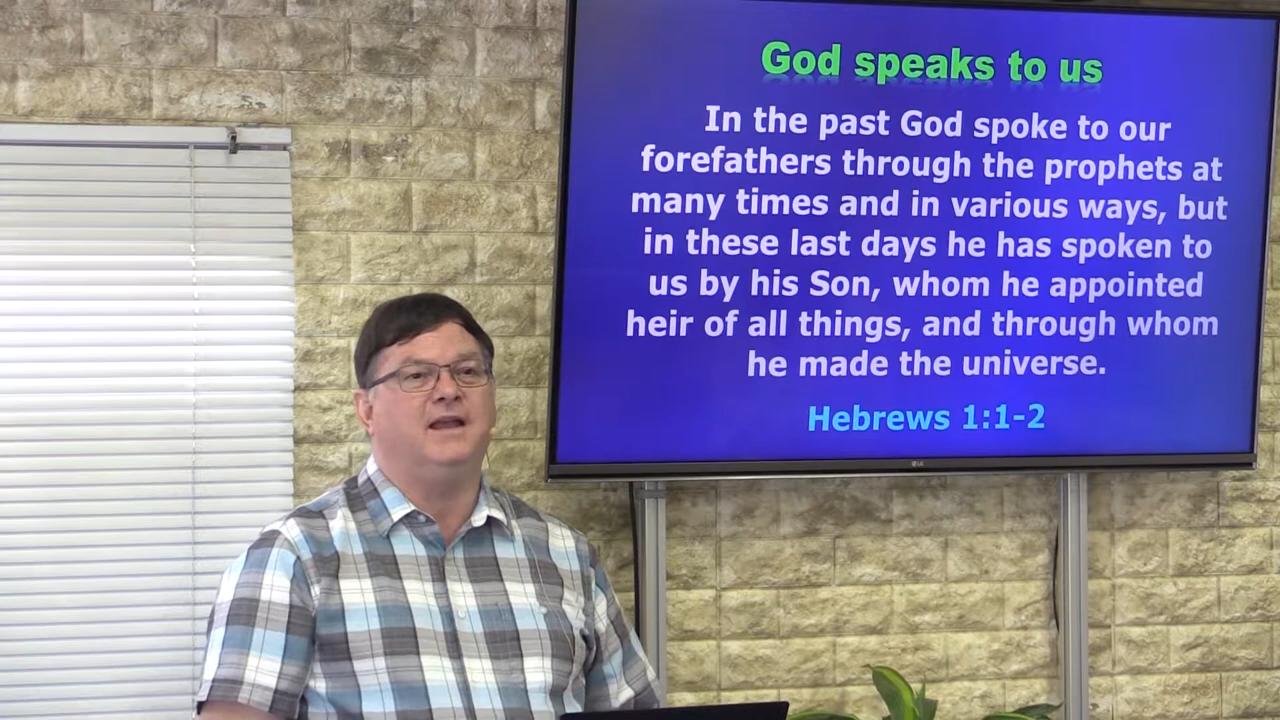 God speaks to us
In the past God spoke to our
forefathers through the prophets at
many times and in various ways, but
in these last days he has spoken to
us by his Son, whom he appointed
heir of all things, and through whom
he made the universe.
Hebrews 1:1-2
LG